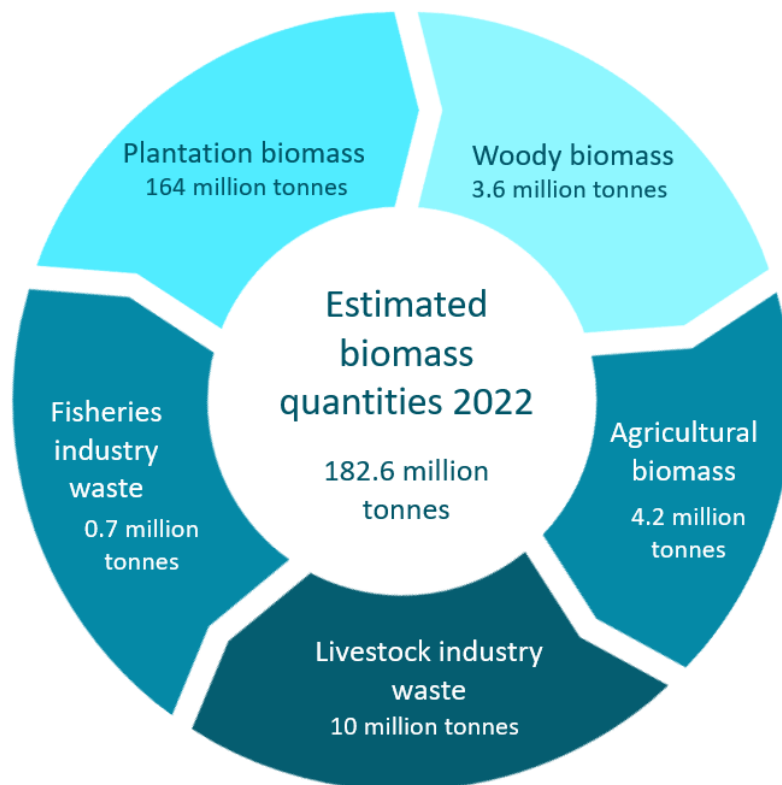 Plantation biomass
164 million tonnes
Woody biomass
3.6 million tonnes
Estimated
biomass
quantities 2022
182.6 million
tonnes
Fisheries
industry
waste
0.7 million
tonnes
Agricultural
biomass
4.2 million
tonnes
Livestock industry
waste
10 million tonnes